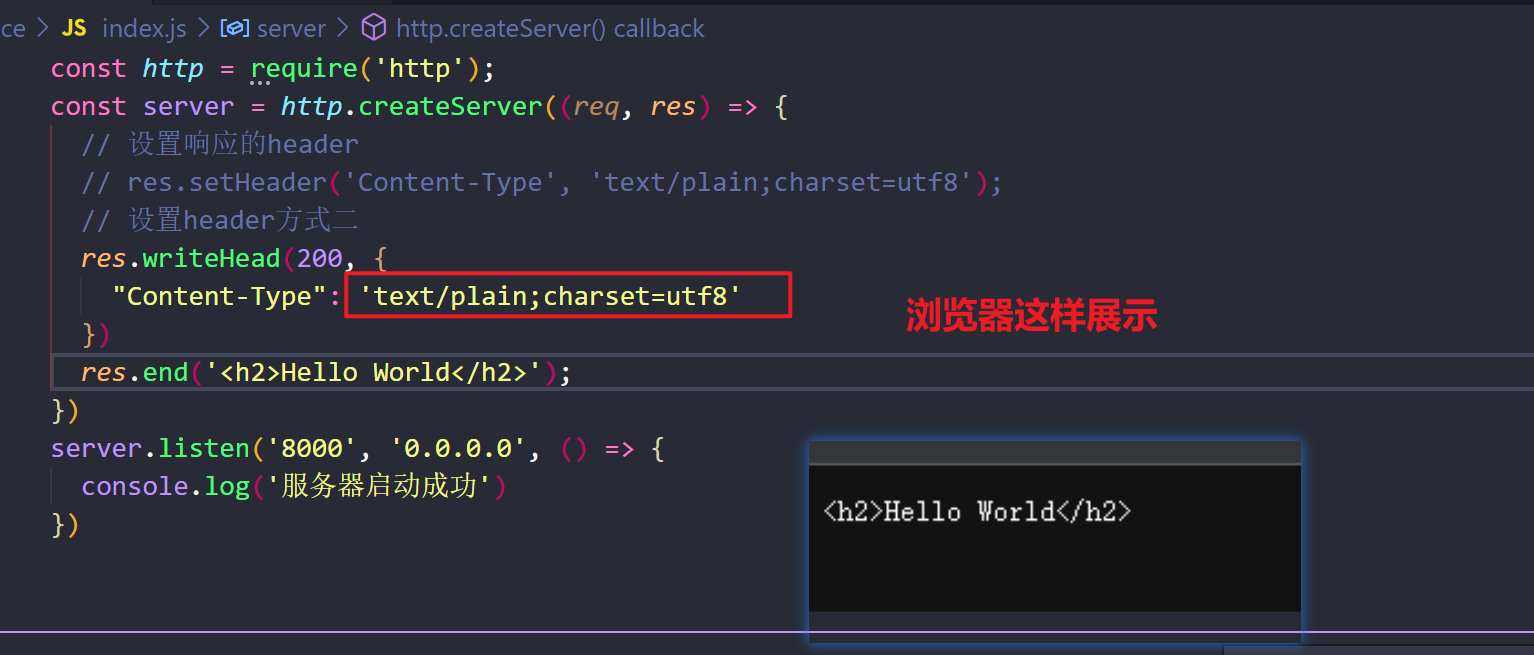 ce > JS index.js > server > http.createServer() callback
const http = require('http');
const server = http.createServer((req, res) => {
// 设置响应的header
// res.setHeader('Content-Type', 'text/plain;charset=utf8');
// 设置header方式二
res.writeHead(200, {
"Content-Type": 'text/plain;charset=utf8'
浏览器这样展示
})
res.end('<h2>Hello World</h2>');
})
server.listen('8000', '0.0.0.0', () => {
console.log('服务器启动成功')
})
<h2>Hello World</h2>